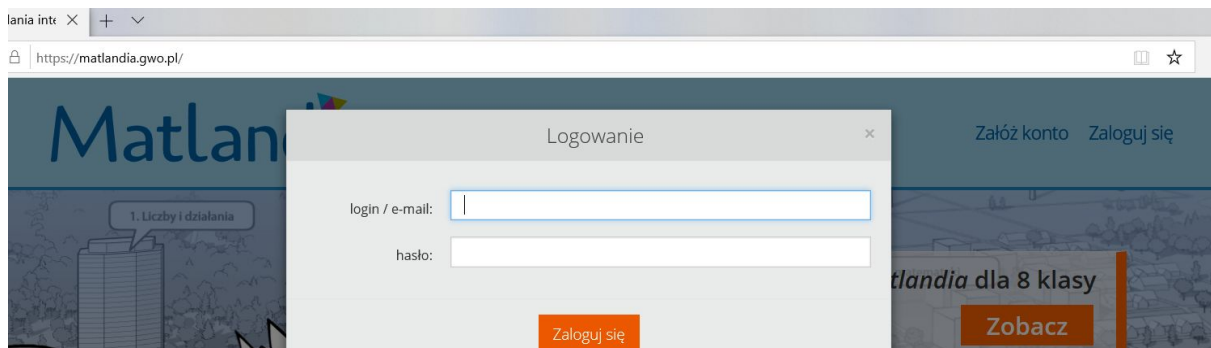 lania inte
https://matlandia.gwo.pl/
Matlan
Logowanie
Załóż konto Zaloguj się
login / e-mail:
1. Liczby i działania
hasło:
tlandia dla 8 klasy
Zobacz
Zaloguj się